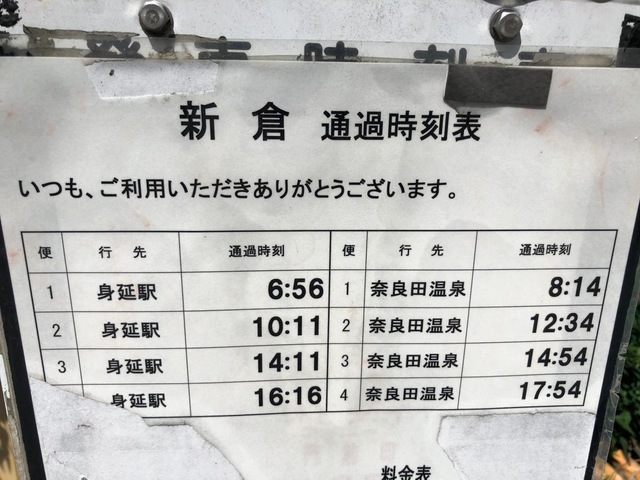 新倉 通過時刻表
いつも、ご利用いただきありがとうございます。
便 行先 通過時刻 便 行先 通過時刻
1 身延駅 6:56 1 奈良田温泉 8:14
2 身延駅 10:11 2 奈良田温泉 12:34
3 身延駅 14:11 3 奈良田温泉 14:54
身延駅 16:16 4 奈良田温泉 17:54
料金表